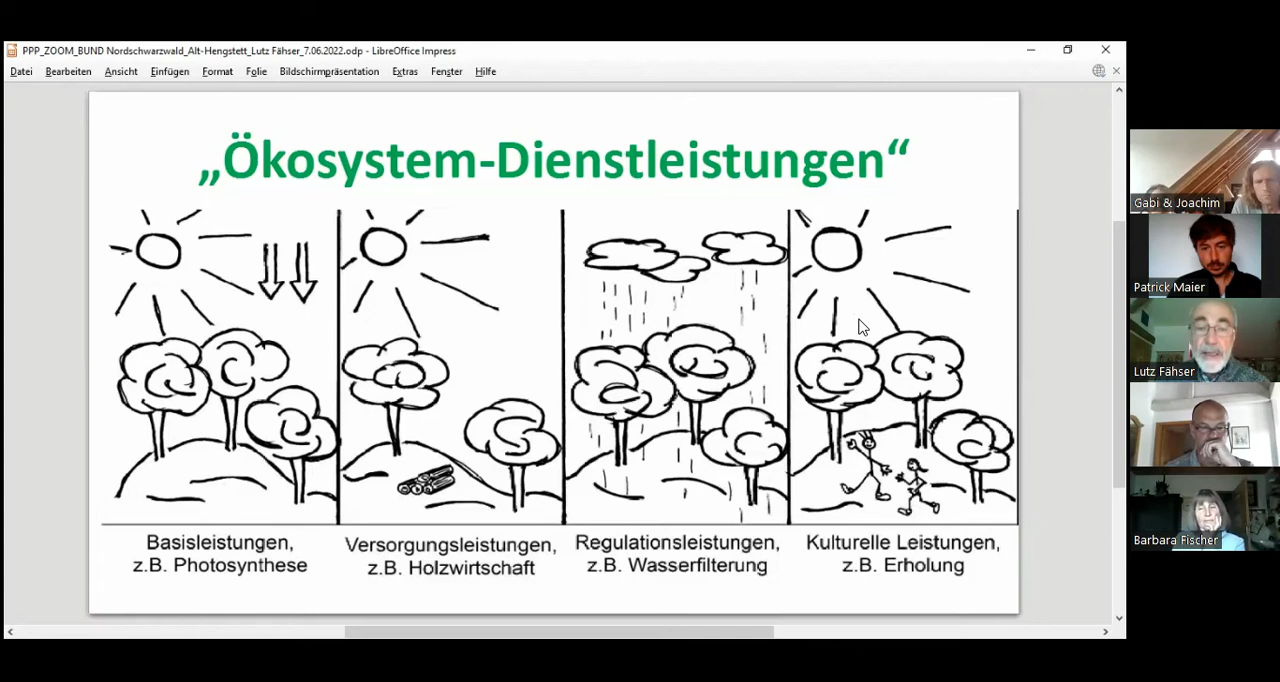 PPP_ZOOM_BUND Nordschwarzwald_Alt-Hengstett_Lutz Fähser_7.06.2022.odp - LibreOffice Impress
Datei Bearbeiten Ansicht Einfügen Format Folie Bildschirmpräsentation Extras Fenster Hilfe
„Ökosystem-Dienstleistungen“
Basisleistungen,
z.B. Photosynthese
Versorgungsleistungen,
z.B. Holzwirtschaft
Regulationsleistungen,
z.B. Wasserfilterung
Kulturelle Leistungen,
z.B. Erholung
Gabi & Joachim
Patrick Maier
Lutz Fähser
Barbara Fischer